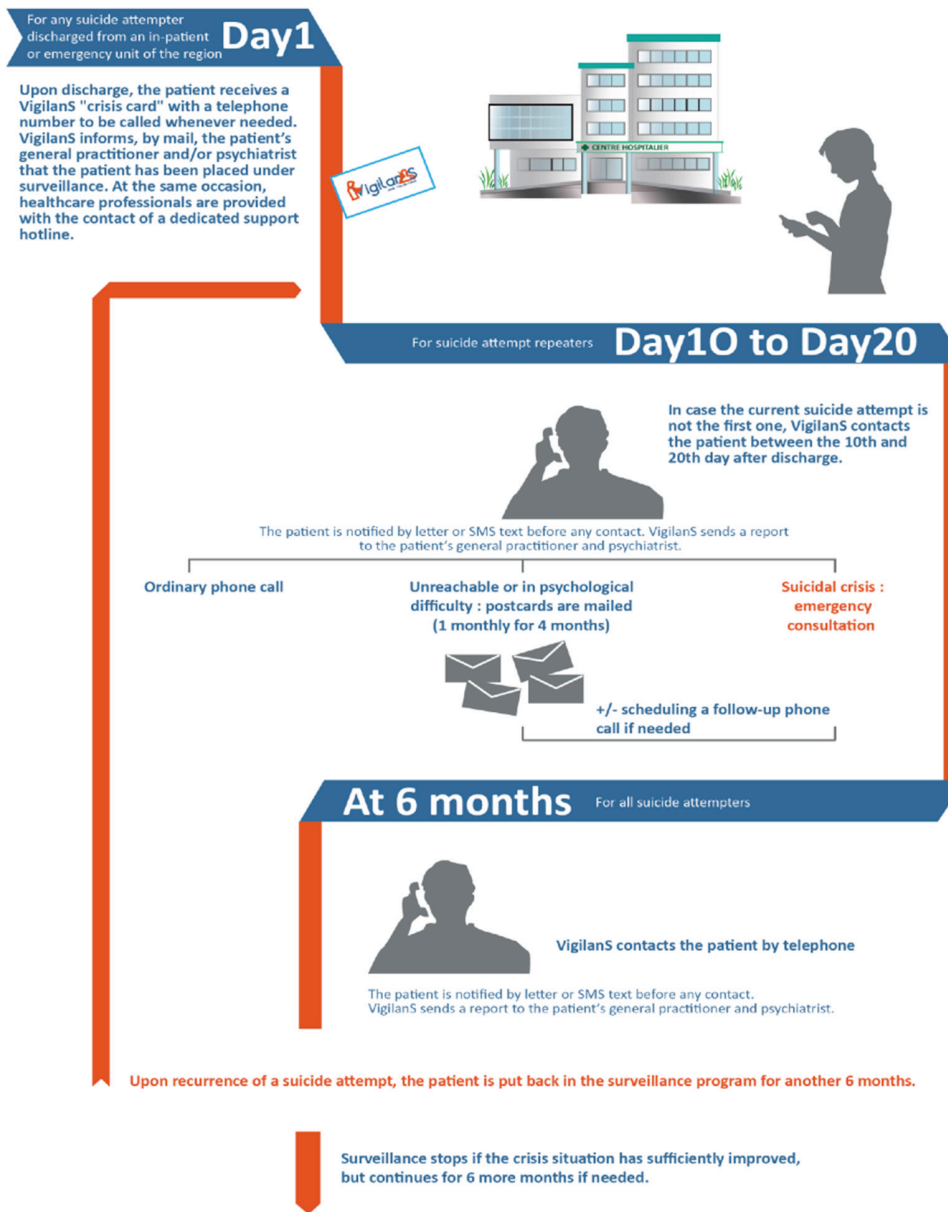 For any suicide attempter
discharged from an in-patient
or emergency unit of the region
Day1
Upon discharge, the patient receives a
VigilanS "crisis card" with a telephone
number to be called whenever needed.
VigilanS informs, by mail, the patient's
general practitioner and/or psychiatrist
that the patient has been placed under
surveillance. At the same occasion,
healthcare professionals are provided
with the contact of a dedicated support
hotline.
VigilanS
CENTRE HOSPITALIER
For suicide attempt repeaters
Day1O to Day20
In case the current suicide attempt is
not the first one, VigilanS contacts
the patient between the 10th and
20th day after discharge.
The patient is notified by letter or SMS text before any contact. VigilanS sends a report
to the patient's general practitioner and psychiatrist.
Ordinary phone call
Unreachable or in psychological
difficulty : postcards are mailed
(1 monthly for 4 months)
Suicidal crisis :
emergency
consultation
+/- scheduling a follow-up phone
call if needed
At 6 months
For all suicide attempters
VigilanS contacts the patient by telephone
The patient is notified by letter or SMS text before any contact.
VigilanS sends a report to the patient's general practitioner and psychiatrist.
Upon recurrence of a suicide attempt, the patient is put back in the surveillance program for another 6 months.
Surveillance stops if the crisis situation has sufficiently improved,
but continues for 6 more months if needed.